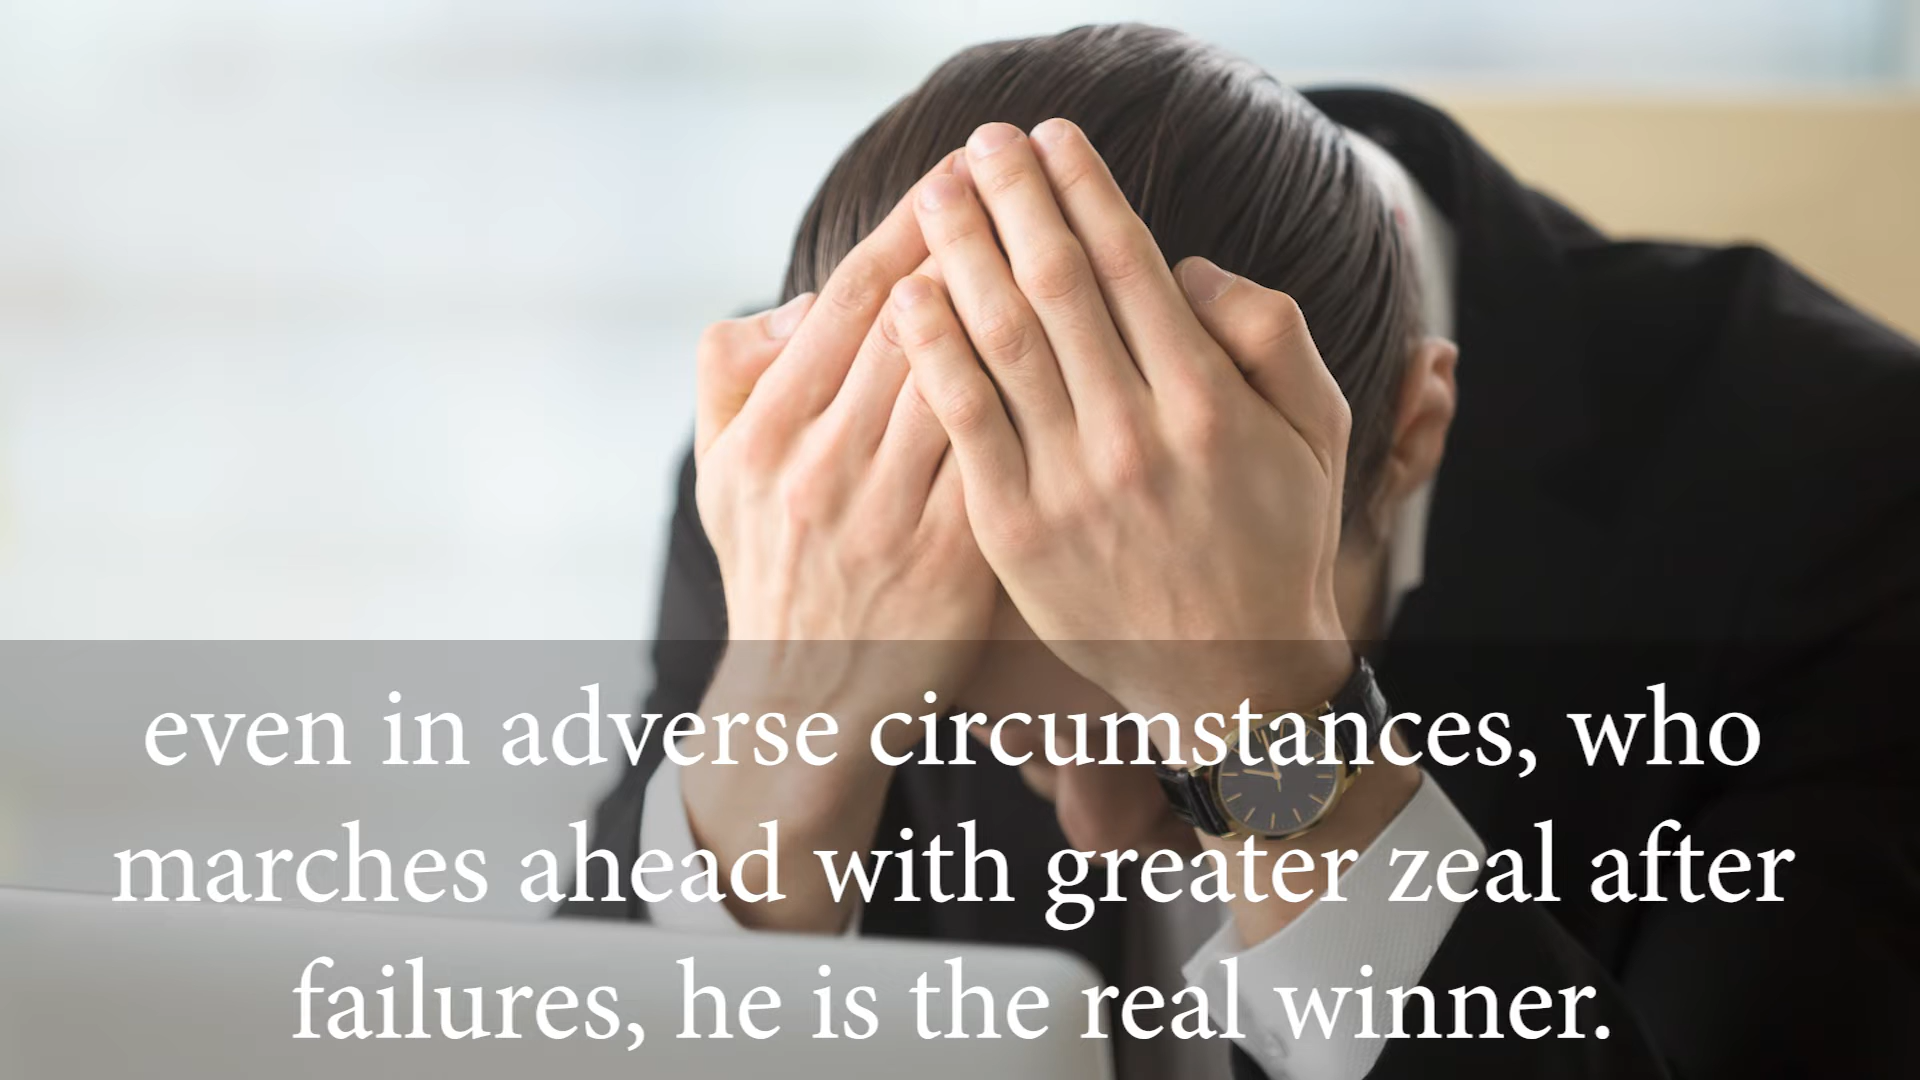 even in adverse circumstances, who
marches ahead with greater zeal after
failures, he is the real winner.